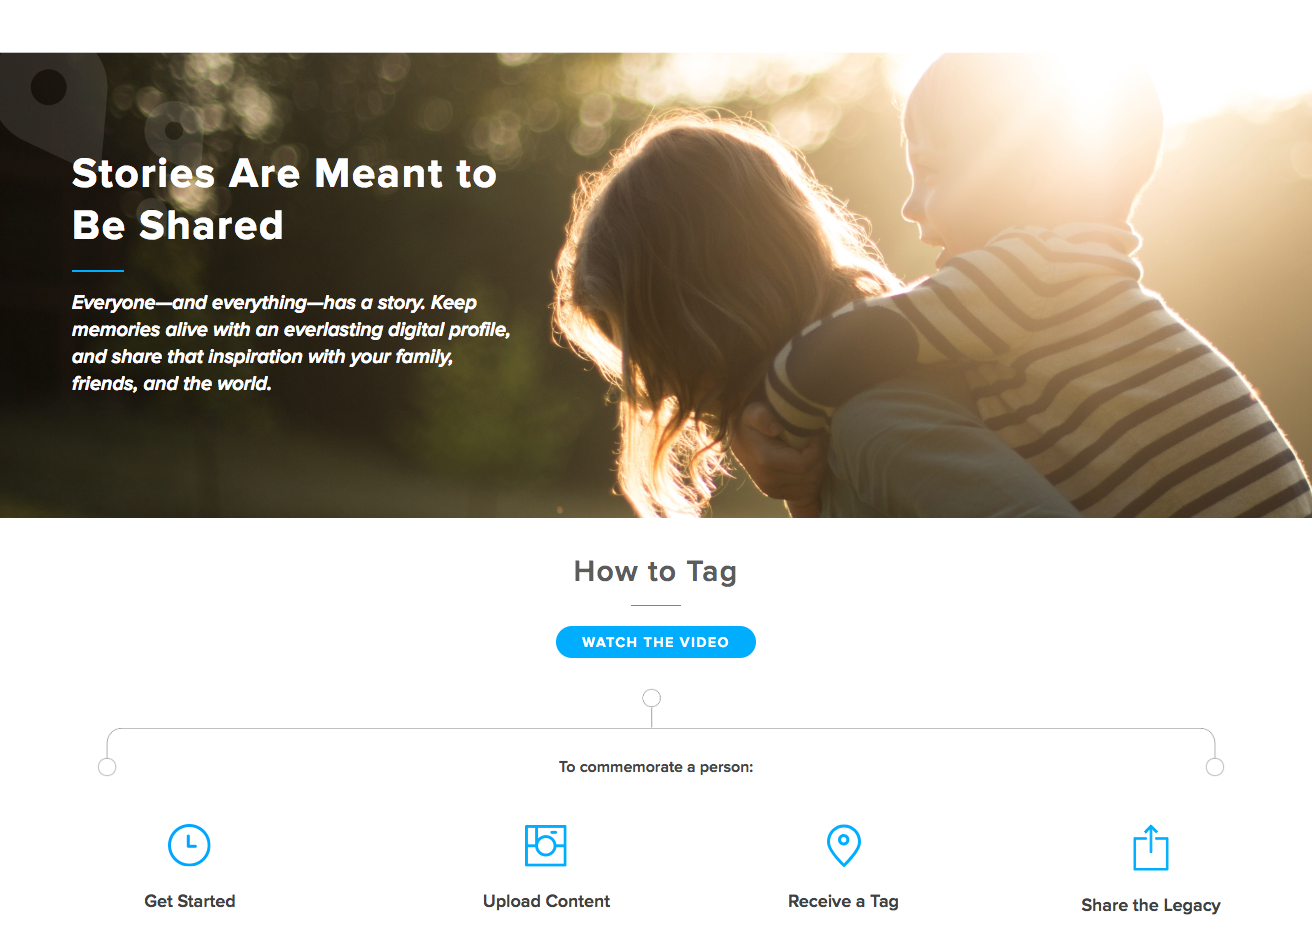 Stories Are Meant to
Be Shared
Everyone—and everything—has a story. Keep
memories alive with an everlasting digital profile,
and share that inspiration with your family,
friends, and the world.
How to Tag
WATCH THE VIDEO
To commemorate a person:
Get Started
Upload Content
Receive a Tag
Share the Legacy